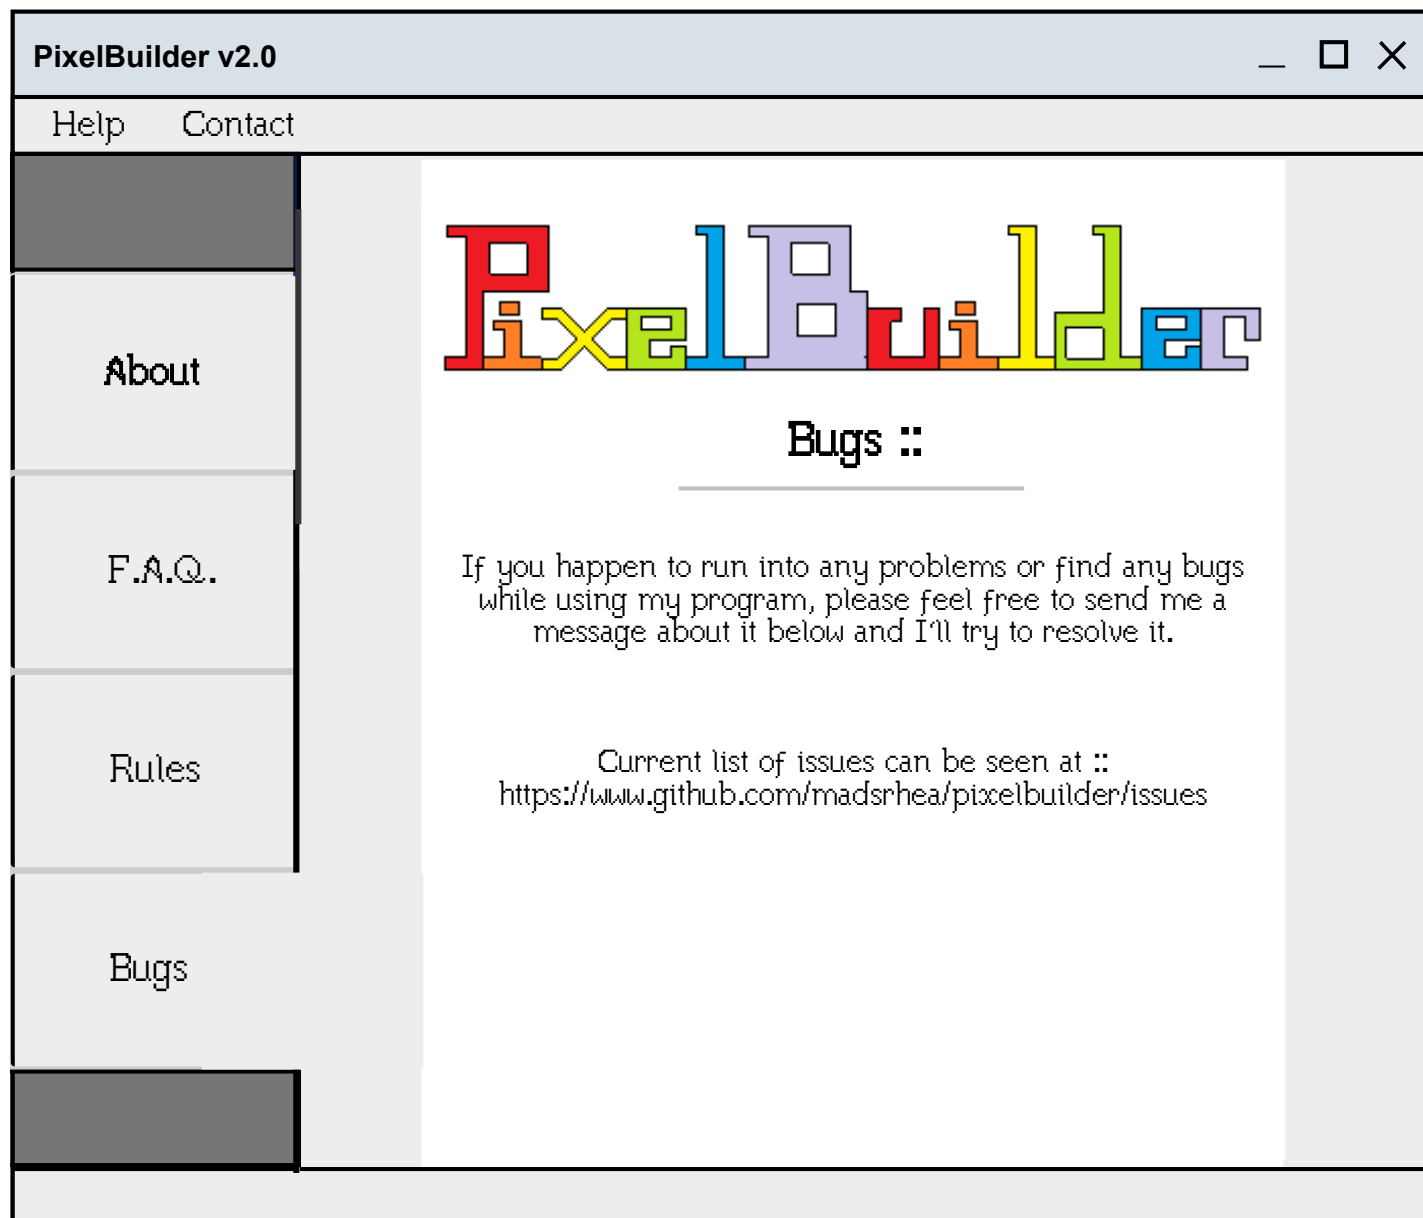 PixelBuilder v2.0
Help Contact
PixelBuilder
About
F.A.Q.
Rules
Bugs
Bugs ::
If you happen to run into any problems or find any bugs
while using my program, please feel free to send me a
message about it below and I'll try to resolve it.
Current list of issues can be seen at ::
https://www.github.com/madsrhea/pixelbuilder/issues